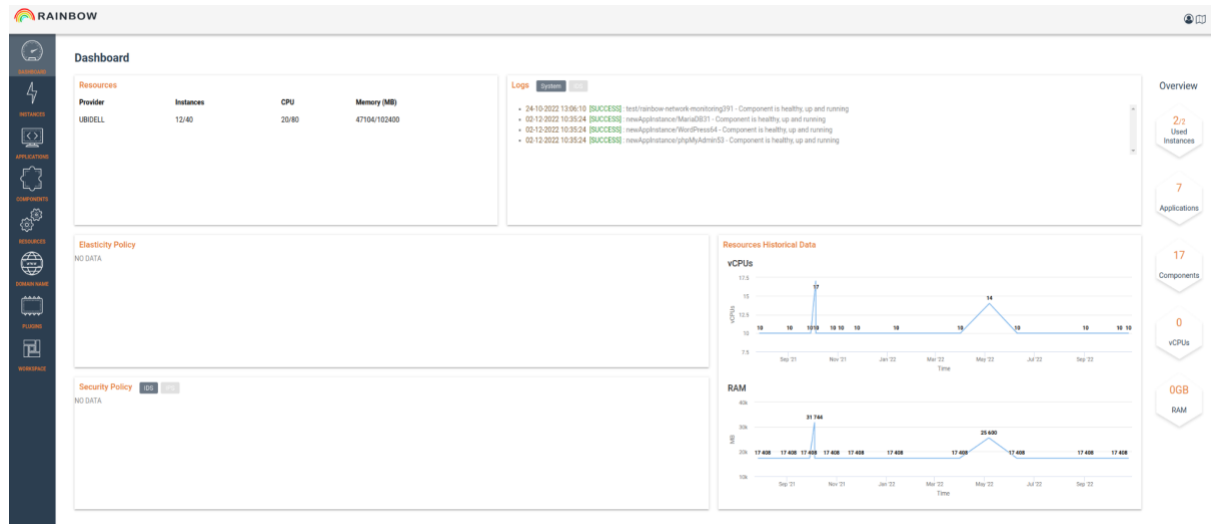 RAINBOW
DASHBOARD
INSTANCES
APPLICATIONS
COMPONENTS
RESOURCES
DOMAIN NAME
PLUGINS
WORKSPACE
Dashboard
Resources
Provider Instances CPU Memory (MB)
UBIDELL 12/40 20/80 47104/102400
Logs System
24-10-2022 13:06:10 [SUCCESS] : test/rainbow-network-monitoring391 - Component is healthy, up and running
02-12-2022 10:35:24 [SUCCESS] : newAppInstance/MariaDB31 - Component is healthy, up and running
02-12-2022 10:35:24 [SUCCESS] : newAppInstance/WordPress64 - Component is healthy, up and running
02-12-2022 10:35:24 [SUCCESS] : newAppInstance/phpMyAdmin53 - Component is healthy, up and running
Elasticity Policy
NO DATA
Security Policy IDS IPS
NO DATA
Resources Historical Data
vCPUs
17.5
15
12.5
10
7.5
vCPUs
10 10 10 10 17 10 10 10 10 10 14 10 10 10 10
Sep '21 Nov '21 Jan '22 Mar '22 May '22 Jul '22 Sep '22
Time
RAM
40k
30k
20k
10k
MB
17 408 17 408 17 408 31 744 17 408 17 408 17 408 17 408 25 600 17 408 17 408 17 408
Sep '21 Nov '21 Jan '22 Mar '22 May '22 Jul '22 Sep '22
Time
Overview
2/2
Used
Instances
7
Applications
17
Components
0
vCPUs
0GB
RAM